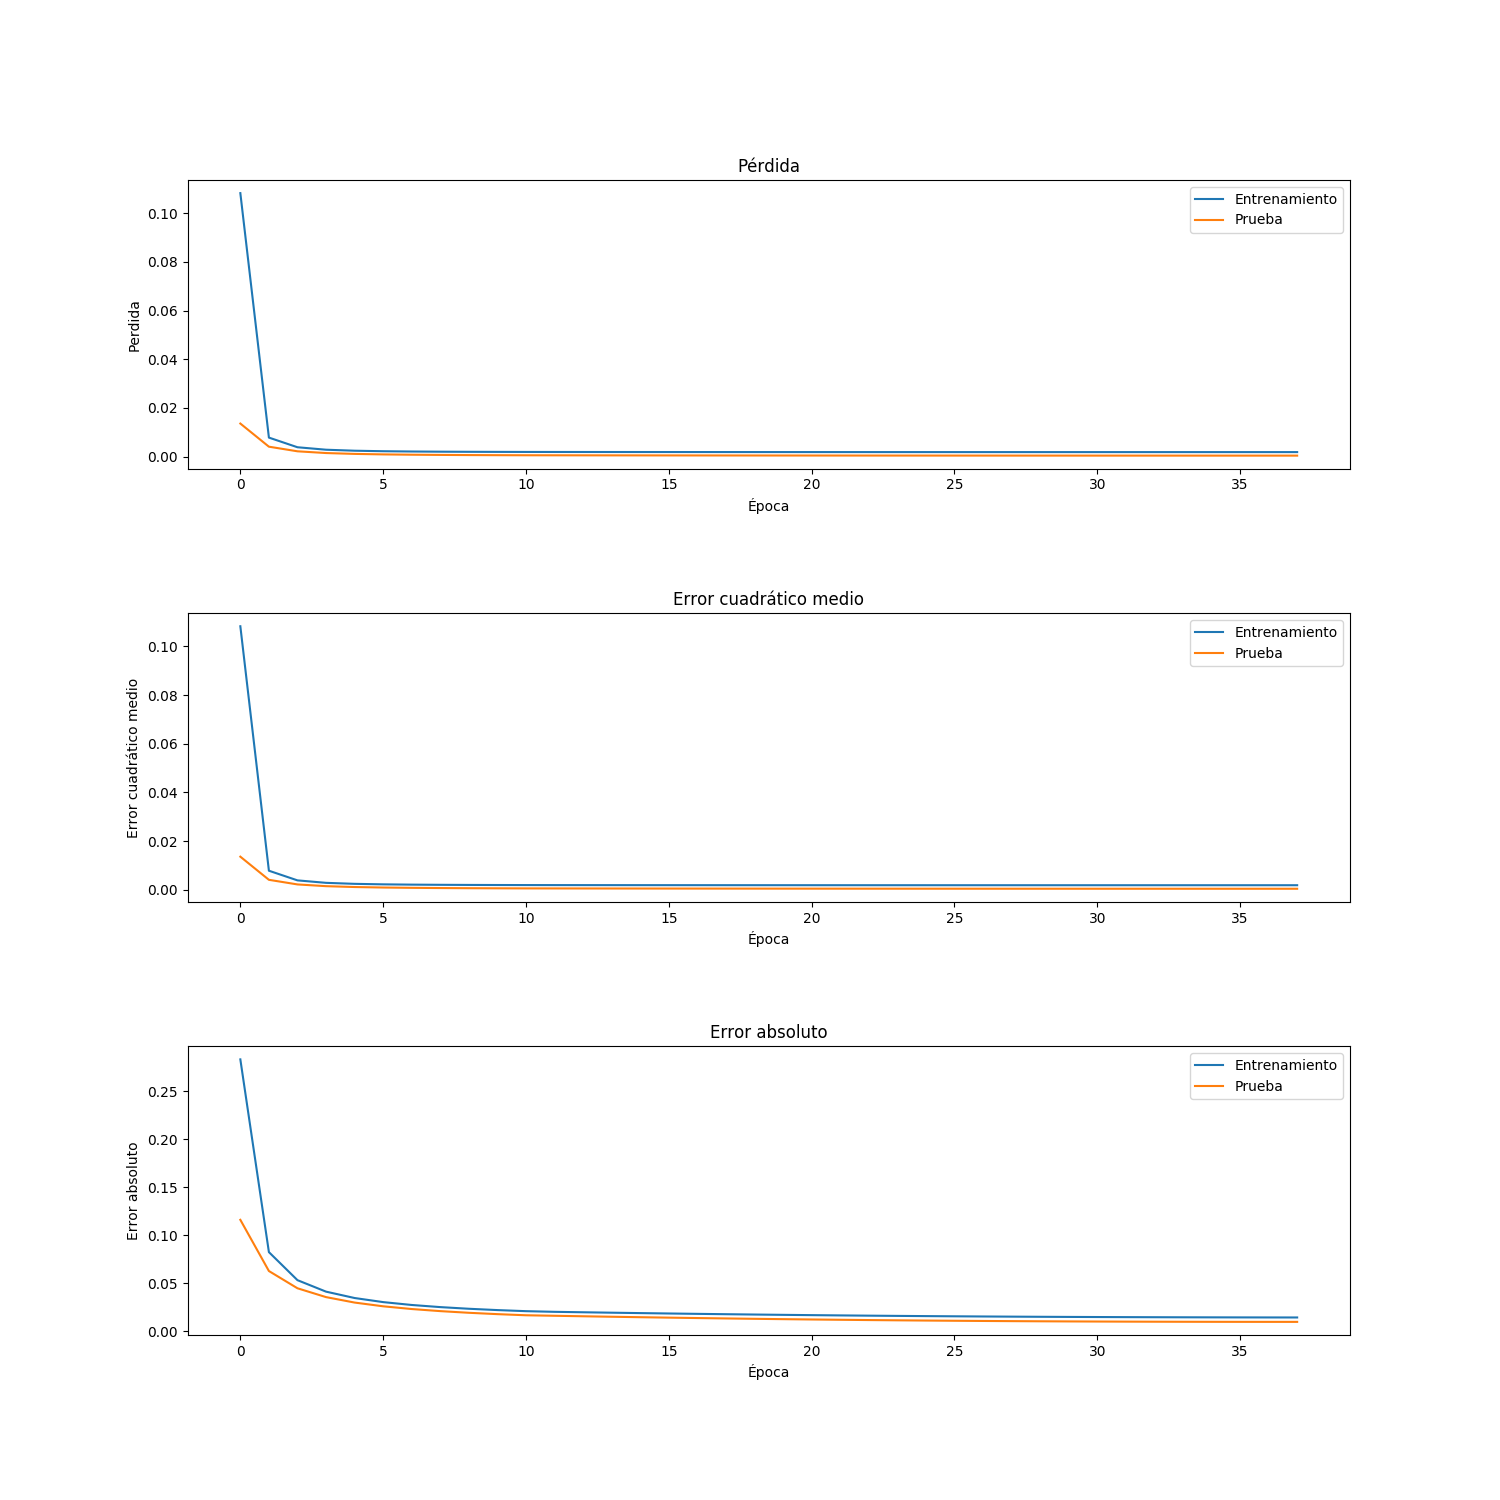 Pérdida
Entrenamiento
Prueba
Perdida
0.10
0.08
0.06
0.04
0.02
0.00
0 5 10 15 20 25 30 35
Época
Error cuadrático medio
Entrenamiento
Prueba
Error cuadrático medio
0.10
0.08
0.06
0.04
0.02
0.00
0 5 10 15 20 25 30 35
Época
Error absoluto
Entrenamiento
Prueba
Error absoluto
0.25
0.20
0.15
0.10
0.05
0.00
0 5 10 15 20 25 30 35
Época